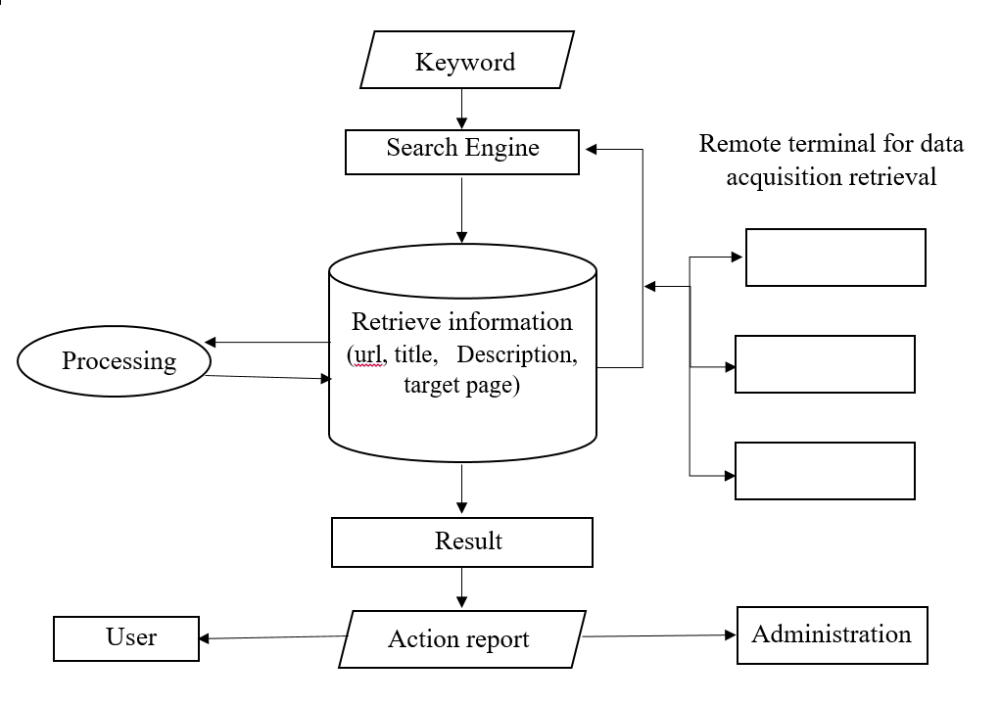 Keyword
Search Engine
Remote terminal for data
acquisition retrieval
Retrieve information
(url, title, Description,
target page)
Processing
Result
User
Action report
Administration